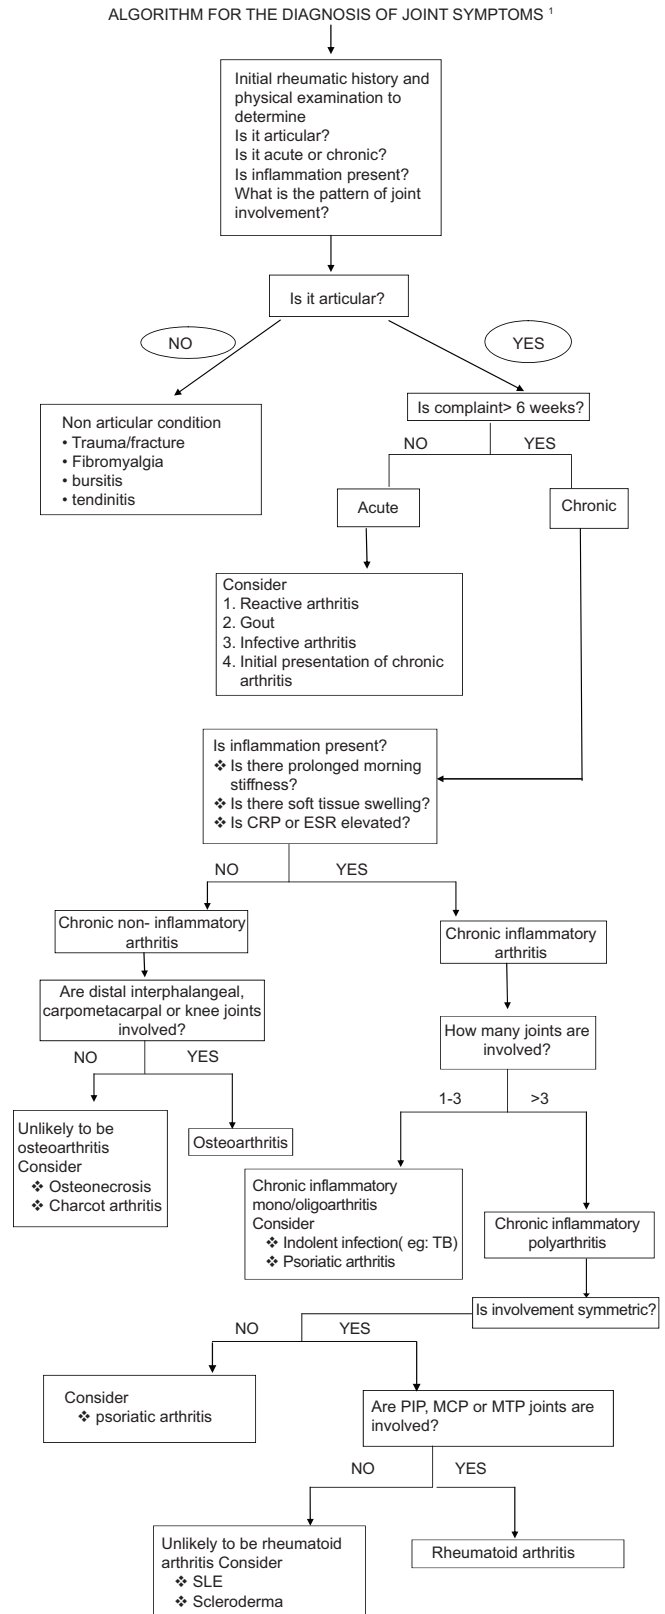 ALGORITHM FOR THE DIAGNOSIS OF JOINT SYMPTOMS ¹
Initial rheumatic history and
physical examination to
determine
Is it articular?
Is it acute or chronic?
Is inflammation present?
What is the pattern of joint
involvement?
Is it articular?
NO
YES
Non articular condition
• Trauma/fracture
• Fibromyalgia
• bursitis
• tendinitis
Is complaint> 6 weeks?
NO
YES
Acute
Chronic
Consider
1. Reactive arthritis
2. Gout
3. Infective arthritis
4. Initial presentation of chronic
arthritis
Is inflammation present?
❖ Is there prolonged morning
stiffness?
❖ Is there soft tissue swelling?
❖ Is CRP or ESR elevated?
NO
YES
Chronic non- inflammatory
arthritis
Chronic inflammatory
arthritis
Are distal interphalangeal,
carpometacarpal or knee joints
involved?
How many joints are
involved?
NO
YES
1-3
>3
Unlikely to be
osteoarthritis
Consider
❖ Osteonecrosis
❖ Charcot arthritis
Osteoarthritis
Chronic inflammatory
mono/oligoarthritis
Consider
❖ Indolent infection( eg: TB)
❖ Psoriatic arthritis
Chronic inflammatory
polyarthritis
Is involvement symmetric?
NO
YES
Consider
❖ psoriatic arthritis
Are PIP, MCP or MTP joints are
involved?
NO
YES
Unlikely to be rheumatoid
arthritis Consider
❖ SLE
❖ Scleroderma
Rheumatoid arthritis